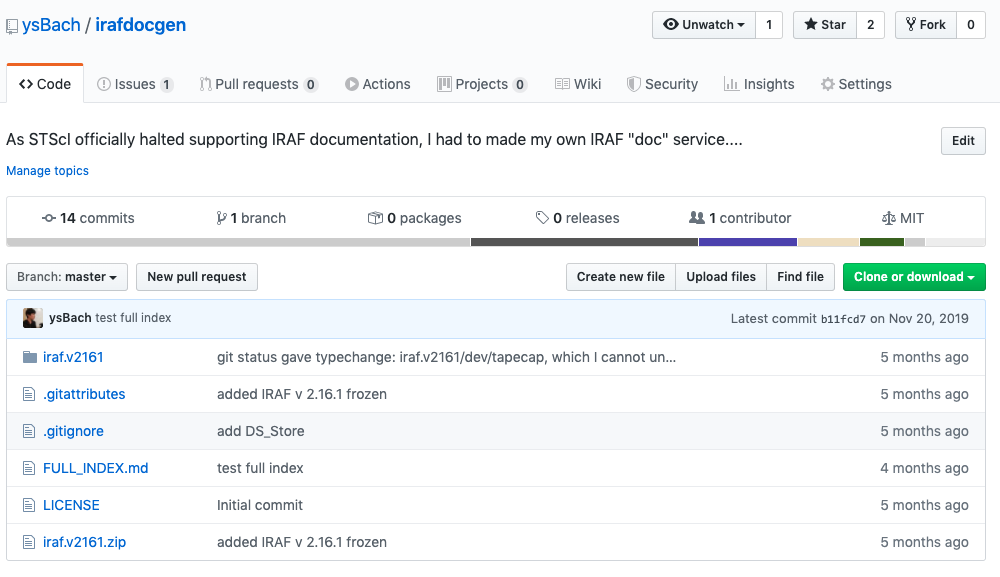 ysBach / irafdocgen Unwatch 1 Star 2 Fork 0
Code Issues 1 Pull requests 0 Actions Projects 0 Wiki Security Insights Settings
As STScI officially halted supporting IRAF documentation, I had to made my own IRAF "doc" service.... Edit
Manage topics
14 commits 1 branch 0 packages 0 releases 1 contributor MIT
Branch: master New pull request Create new file Upload files Find file Clone or download
ysBach test full index Latest commit b11fcd7 on Nov 20, 2019
iraf.v2161 git status gave typechange: iraf.v2161/dev/tapecap, which I cannot un... 5 months ago
.gitattributes added IRAF v 2.16.1 frozen 5 months ago
.gitignore add DS_Store 5 months ago
FULL_INDEX.md test full index 4 months ago
LICENSE Initial commit 5 months ago
iraf.v2161.zip added IRAF v 2.16.1 frozen 5 months ago